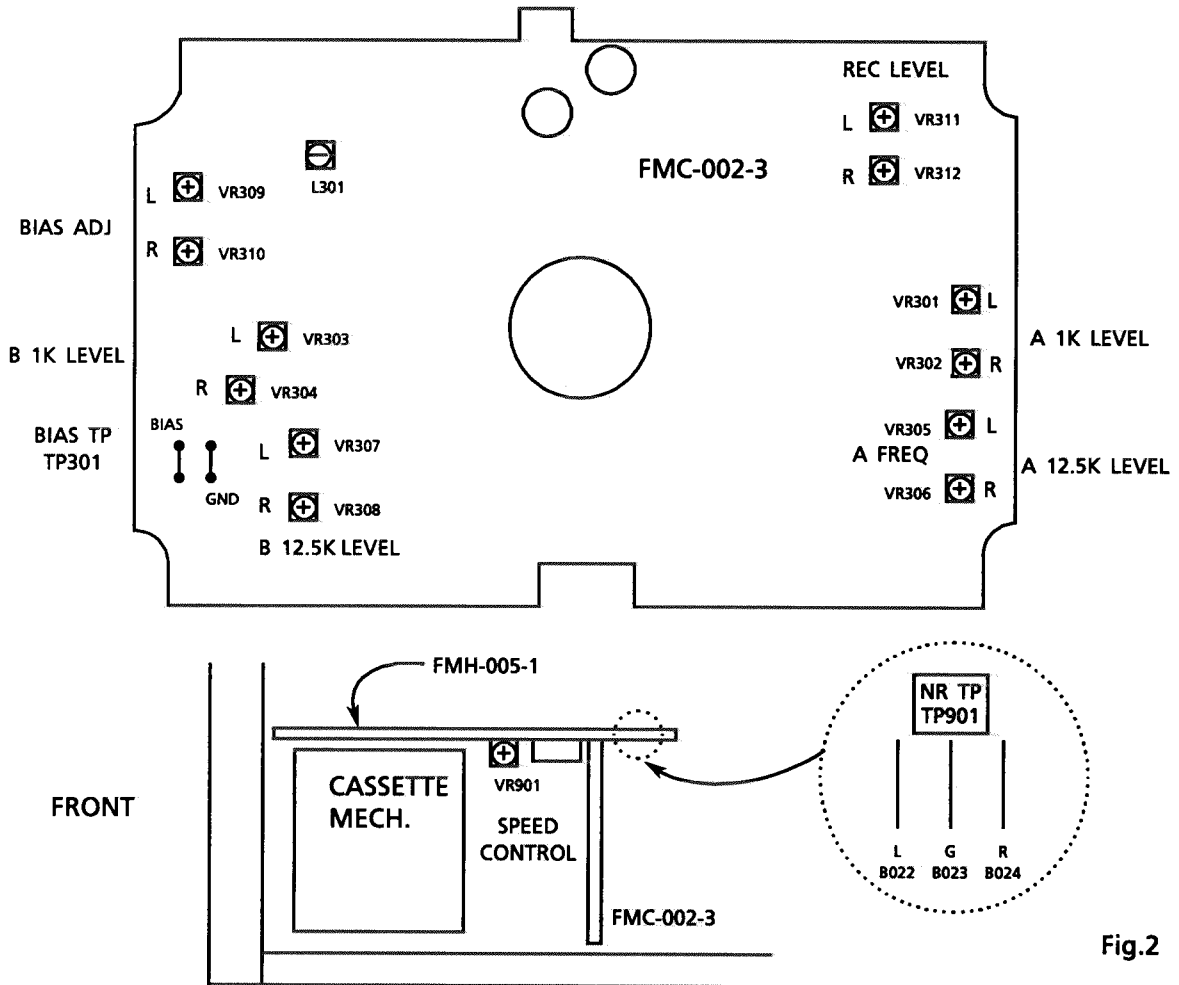 REC LEVEL
L VR311
FMC-002-3
R VR312
L301
L VR309
BIAS ADJ
R VR310
VR301 L
A 1K LEVEL
VR302 R
L VR303
B 1K LEVEL
R VR304
BIAS TP
TP301
BIAS
GND
L VR307
R VR308
B 12.5K LEVEL
VR305 L
A FREQ
A 12.5K LEVEL
VR306 R
FMH-005-1
NR TP
TP901
VR901
CASSETTE
MECH.
FRONT
SPEED
CONTROL
L G R
B022 B023 B024
FMC-002-3
Fig.2